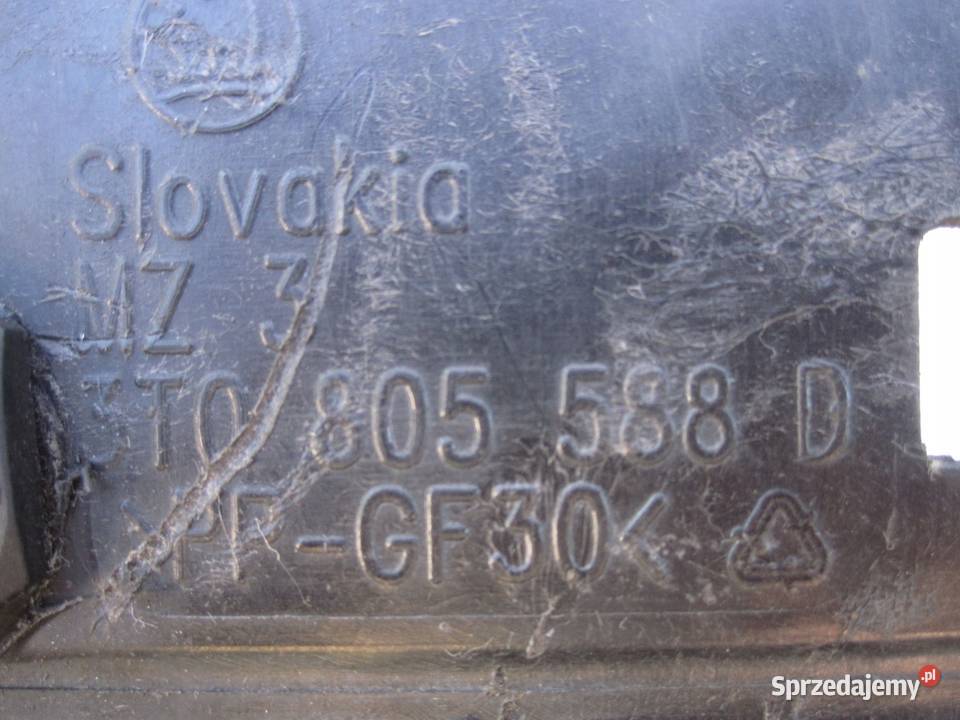 Slovakia
MZ 3
3T0 805 588 D
>PP-GF30<
Sprzedajemy.pl